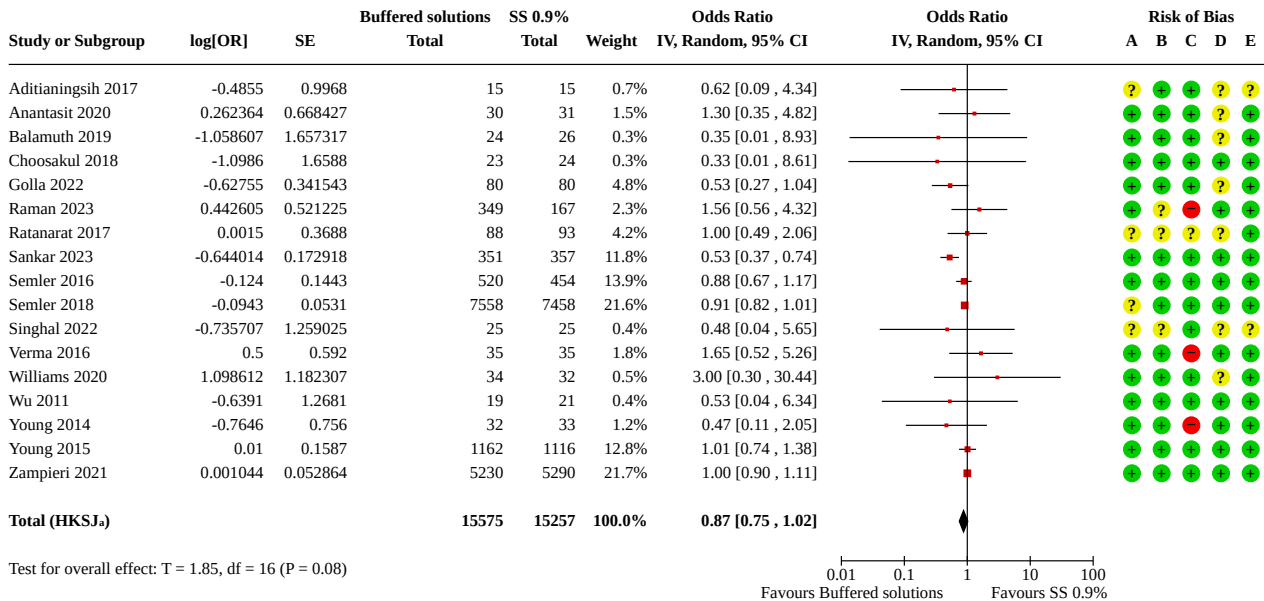 Buffered solutions SS 0.9% Odds Ratio Odds Ratio Risk of Bias
Study or Subgroup log[OR] SE Total Total Weight IV, Random, 95% CI IV, Random, 95% CI A B C D E
Aditianingsih 2017 -0.4855 0.9968 15 15 0.7% 0.62 [0.09 , 4.34] ? + + ? ?
Anantasit 2020 0.262364 0.668427 30 31 1.5% 1.30 [0.35 , 4.82] + + + ? +
Balamuth 2019 -1.058607 1.657317 24 26 0.3% 0.35 [0.01 , 8.93] + + + ? +
Choosakul 2018 -1.0986 1.6588 23 24 0.3% 0.33 [0.01 , 8.61] + + + + +
Golla 2022 -0.62755 0.341543 80 80 4.8% 0.53 [0.27 , 1.04] + + + ? +
Raman 2023 0.442605 0.521225 349 167 2.3% 1.56 [0.56 , 4.32] + ? − + +
Ratanarat 2017 0.0015 0.3688 88 93 4.2% 1.00 [0.49 , 2.06] ? ? ? ? +
Sankar 2023 -0.644014 0.172918 351 357 11.8% 0.53 [0.37 , 0.74] + + + + +
Semler 2016 -0.124 0.1443 520 454 13.9% 0.88 [0.67 , 1.17] + + + + +
Semler 2018 -0.0943 0.0531 7558 7458 21.6% 0.91 [0.82 , 1.01] ? + + + +
Singhal 2022 -0.735707 1.259025 25 25 0.4% 0.48 [0.04 , 5.65] ? ? + ? ?
Verma 2016 0.5 0.592 35 35 1.8% 1.65 [0.52 , 5.26] + + − + +
Williams 2020 1.098612 1.182307 34 32 0.5% 3.00 [0.30 , 30.44] + + + ? +
Wu 2011 -0.6391 1.2681 19 21 0.4% 0.53 [0.04 , 6.34] + + + + +
Young 2014 -0.7646 0.756 32 33 1.2% 0.47 [0.11 , 2.05] + + − + +
Young 2015 0.01 0.1587 1162 1116 12.8% 1.01 [0.74 , 1.38] + + + + +
Zampieri 2021 0.001044 0.052864 5230 5290 21.7% 1.00 [0.90 , 1.11] + + + + +
Total (HKSJₐ) 15575 15257 100.0% 0.87 [0.75 , 1.02]
Test for overall effect: T = 1.85, df = 16 (P = 0.08)
0.01 0.1 1 10 100
Favours Buffered solutions Favours SS 0.9%